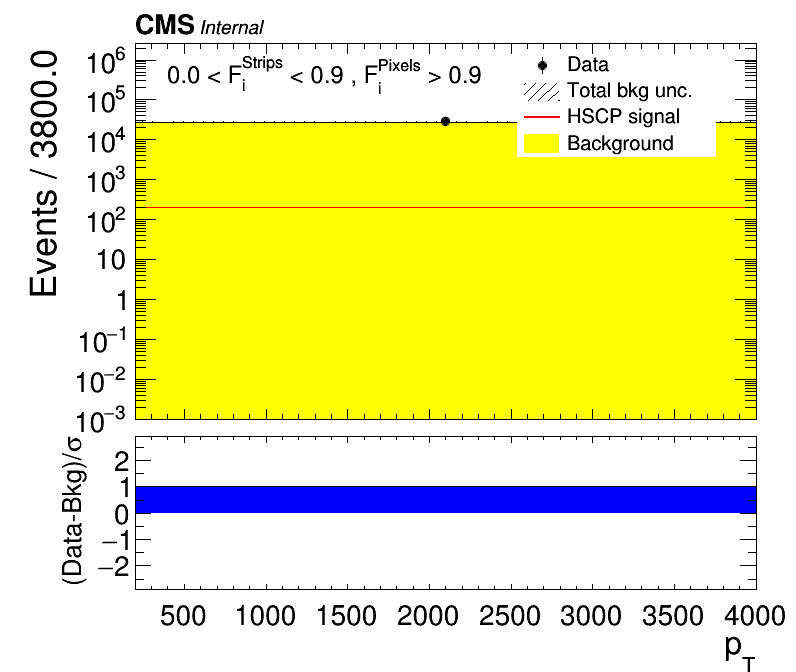 CMS Internal
0.0 < F_i^Strips < 0.9 , F_i^Pixels > 0.9
Data
Total bkg unc.
HSCP signal
Background
Events / 3800.0
10^6
10^5
10^4
10^3
10^2
10
1
10^−1
10^−2
10^−3
(Data-Bkg)/σ
2
1
0
−1
−2
500 1000 1500 2000 2500 3000 3500 4000
p_T